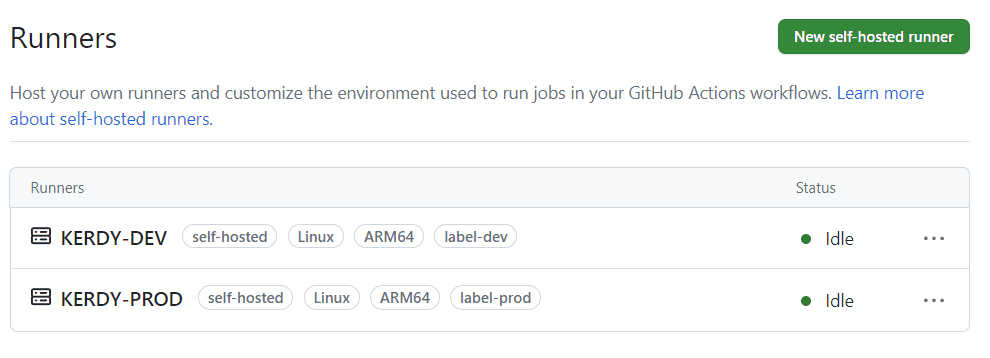 Runners
New self-hosted runner
Host your own runners and customize the environment used to run jobs in your GitHub Actions workflows. Learn more
about self-hosted runners.
Runners Status
KERDY-DEV self-hosted Linux ARM64 label-dev Idle
KERDY-PROD self-hosted Linux ARM64 label-prod Idle